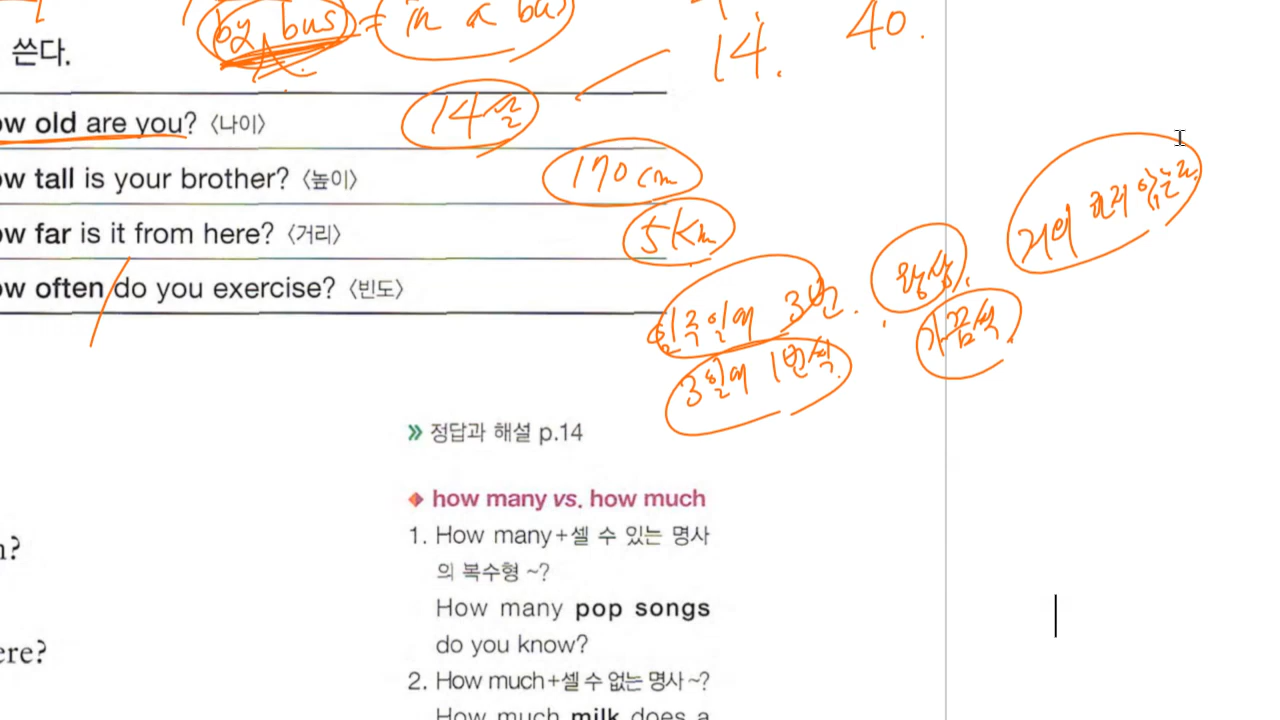 by bus = in a bus
쓴다.
14.
40.
ow old are you? 〈나이〉 14살
ow tall is your brother? 〈높이〉 170cm
ow far is it from here? 〈거리〉 5km
ow often do you exercise? 〈빈도〉
일주일에 3번.
3일에 1번씩.
항상.
가끔씩.
거의
» 정답과 해설 p.14
how many vs. how much
1. How many+셀 수 있는 명사
의 복수형 ~?
How many pop songs
do you know?
2. How much+셀 수 없는 명사~?
How much milk does a
n?
ere?